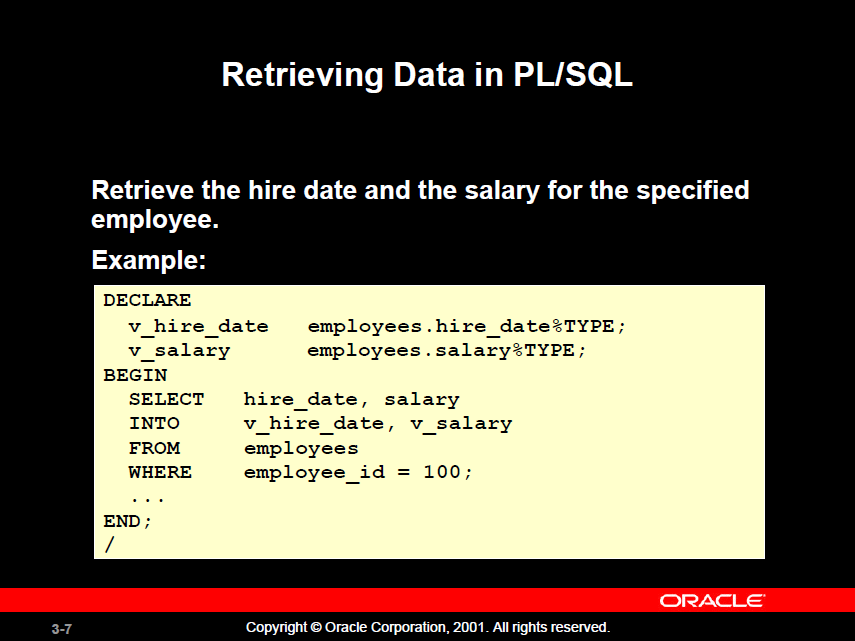 Retrieving Data in PL/SQL
Retrieve the hire date and the salary for the specified
employee.
Example:
DECLARE
  v_hire_date   employees.hire_date%TYPE;
  v_salary      employees.salary%TYPE;
BEGIN
  SELECT   hire_date, salary
  INTO     v_hire_date, v_salary
  FROM     employees
  WHERE    employee_id = 100;
  ...
END;
/
ORACLE®
3-7
Copyright © Oracle Corporation, 2001. All rights reserved.